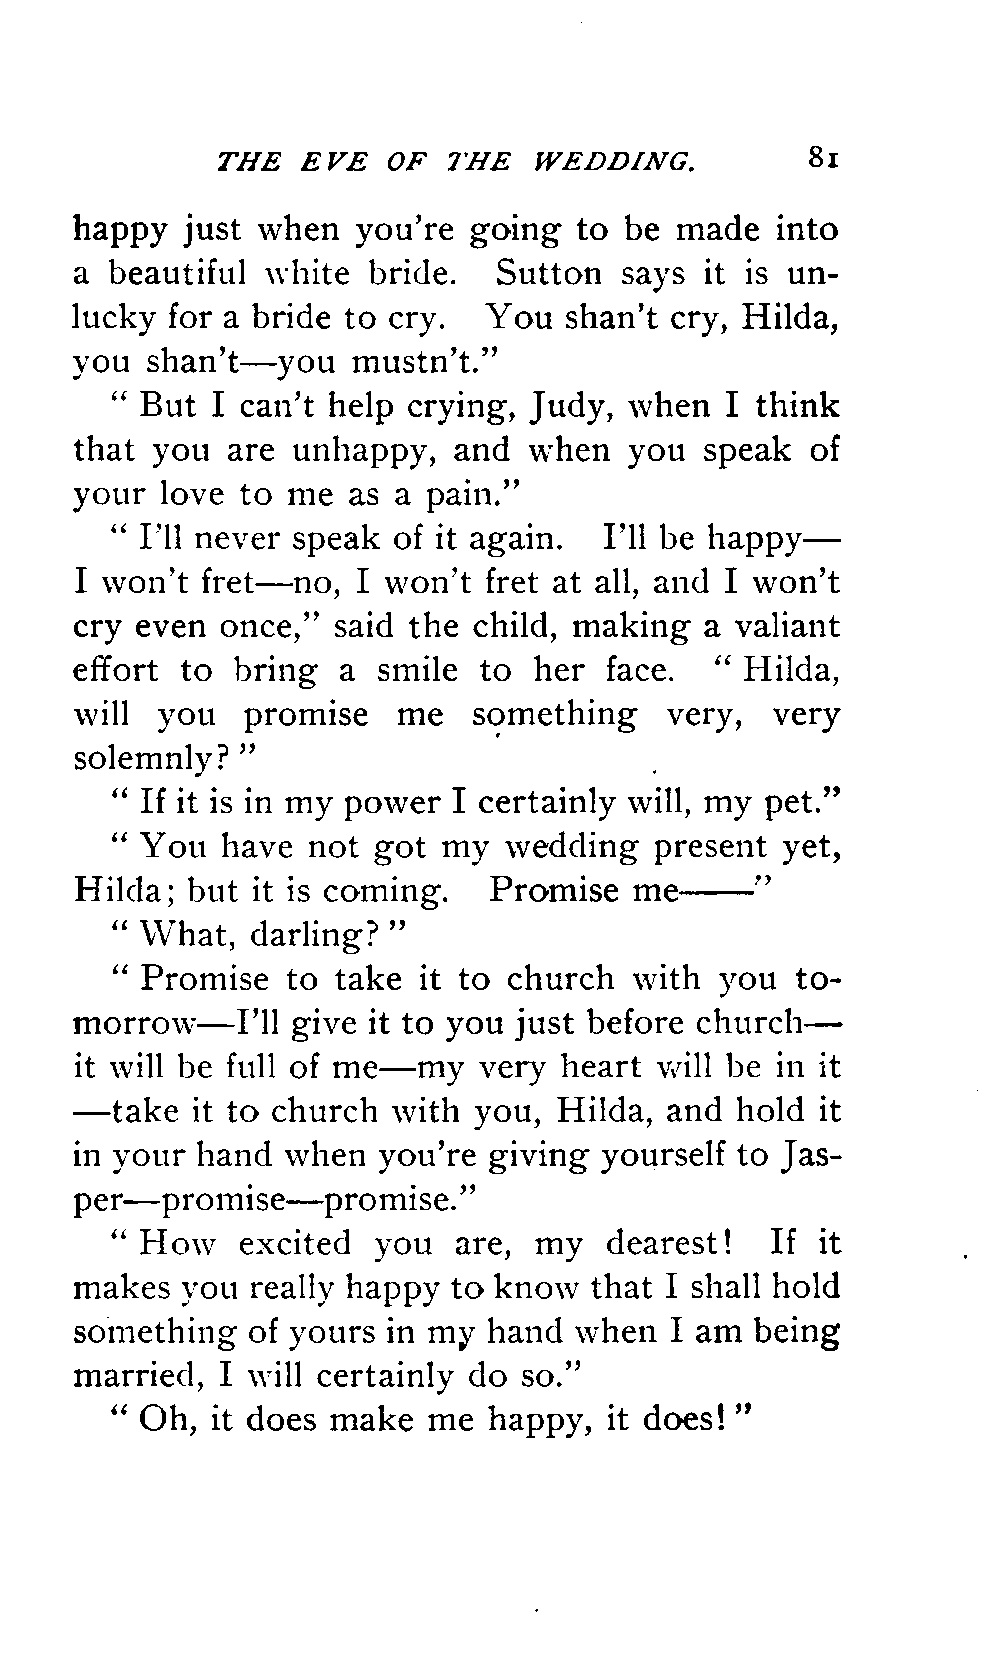 THE EVE OF THE WEDDING. 81
happy just when you're going to be made into
a beautiful white bride. Sutton says it is un-
lucky for a bride to cry. You shan't cry, Hilda,
you shan't—you mustn't."
" But I can't help crying, Judy, when I think
that you are unhappy, and when you speak of
your love to me as a pain."
" I'll never speak of it again. I'll be happy—
I won't fret—no, I won't fret at all, and I won't
cry even once," said the child, making a valiant
effort to bring a smile to her face. " Hilda,
will you promise me something very, very
solemnly? "
" If it is in my power I certainly will, my pet."
" You have not got my wedding present yet,
Hilda; but it is coming. Promise me——"
" What, darling? "
" Promise to take it to church with you to-
morrow—I'll give it to you just before church—
it will be full of me—my very heart will be in it
—take it to church with you, Hilda, and hold it
in your hand when you're giving yourself to Jas-
per—promise—promise."
" How excited you are, my dearest! If it
makes you really happy to know that I shall hold
something of yours in my hand when I am being
married, I will certainly do so."
" Oh, it does make me happy, it does! "